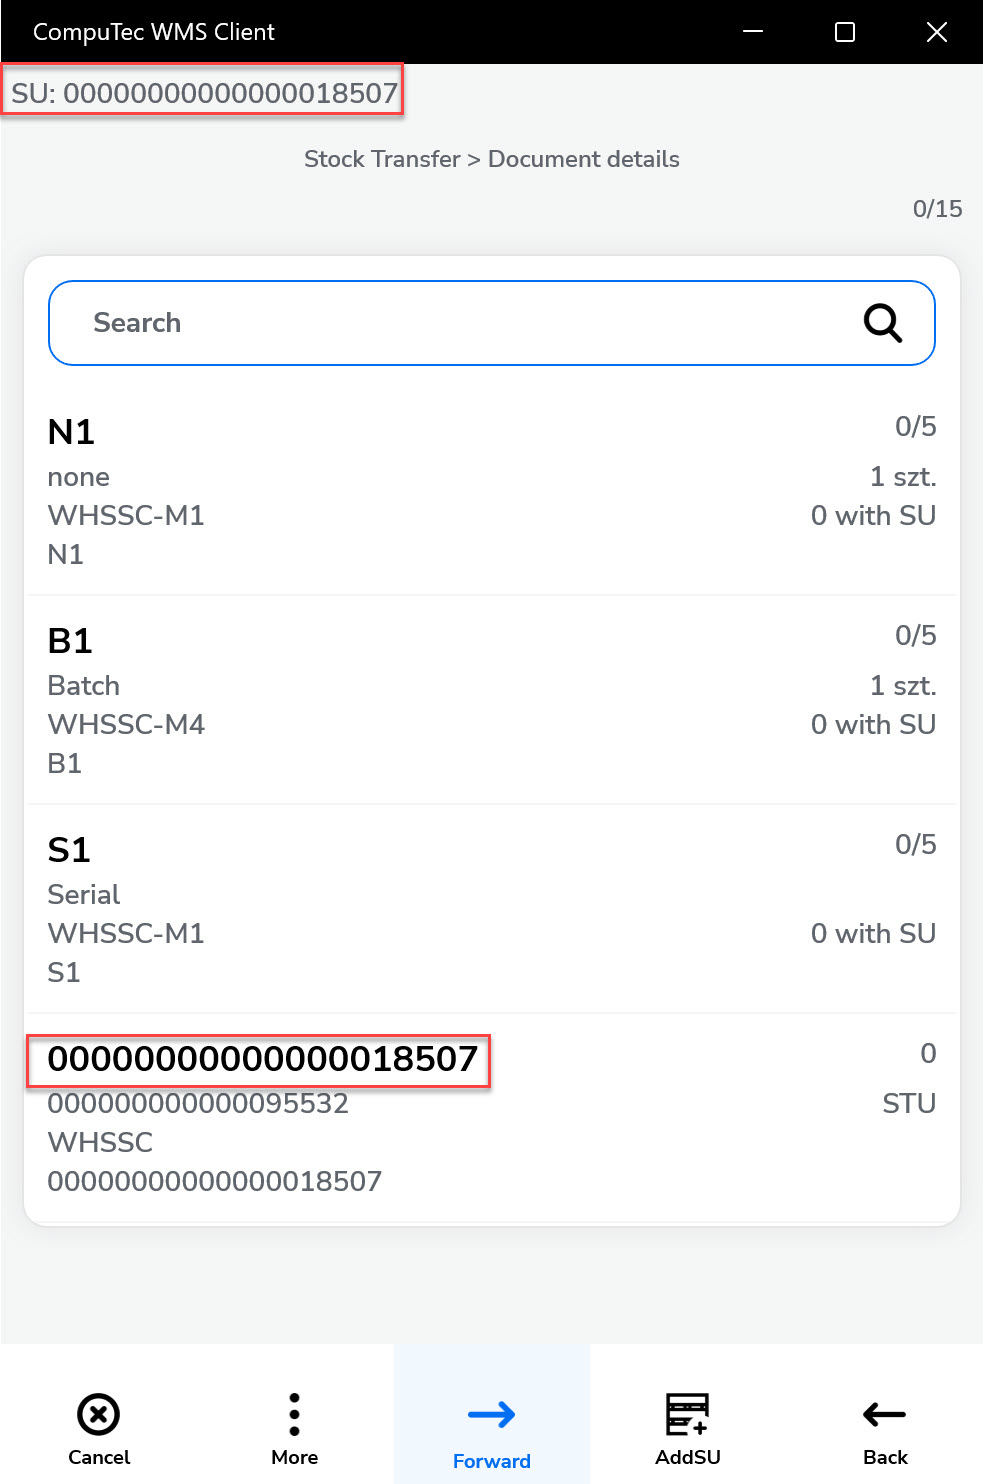 CompuTec WMS Client
SU: 00000000000000018507
Stock Transfer > Document details
0/15
Search
N1
0/5
none
1 szt.
WHSSC-M1
0 with SU
N1
B1
0/5
Batch
1 szt.
WHSSC-M4
0 with SU
B1
S1
0/5
Serial
WHSSC-M1
0 with SU
S1
00000000000000018507
0
000000000000095532
STU
WHSSC
00000000000000018507
Cancel
More
Forward
AddSU
Back